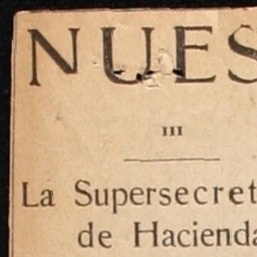 NUES
III
La Supersecret
de Hacienda